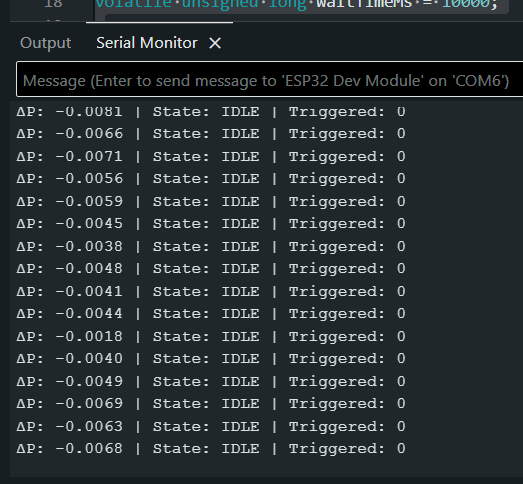 18 volatile unsigned long waitTimeMs = 10000;
Output Serial Monitor
Message (Enter to send message to 'ESP32 Dev Module' on 'COM6')
ΔP: -0.0081 | State: IDLE | Triggered: 0
ΔP: -0.0066 | State: IDLE | Triggered: 0
ΔP: -0.0071 | State: IDLE | Triggered: 0
ΔP: -0.0056 | State: IDLE | Triggered: 0
ΔP: -0.0059 | State: IDLE | Triggered: 0
ΔP: -0.0045 | State: IDLE | Triggered: 0
ΔP: -0.0038 | State: IDLE | Triggered: 0
ΔP: -0.0048 | State: IDLE | Triggered: 0
ΔP: -0.0041 | State: IDLE | Triggered: 0
ΔP: -0.0044 | State: IDLE | Triggered: 0
ΔP: -0.0018 | State: IDLE | Triggered: 0
ΔP: -0.0040 | State: IDLE | Triggered: 0
ΔP: -0.0049 | State: IDLE | Triggered: 0
ΔP: -0.0069 | State: IDLE | Triggered: 0
ΔP: -0.0063 | State: IDLE | Triggered: 0
ΔP: -0.0068 | State: IDLE | Triggered: 0